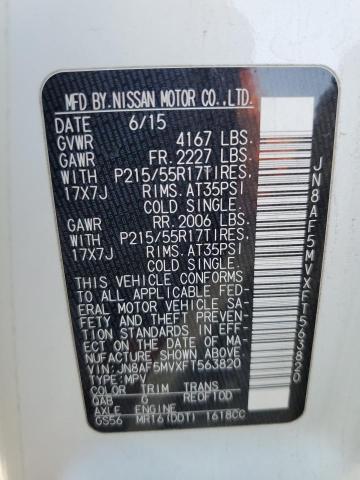 MFD BY NISSAN MOTOR CO.,LTD.
DATE 6/15
GVWR 4167 LBS.
GAWR FR. 2227 LBS.
WITH P215/55R17TIRES.
17X7J RIMS. AT35PSI
COLD SINGLE.
GAWR RR. 2006 LBS.
WITH P215/55R17TIRES.
17X7J RIMS. AT35PSI
COLD SINGLE.
THIS VEHICLE CONFORMS
TO ALL APPLICABLE FED-
ERAL MOTOR VEHICLE SA-
FETY AND THEFT PREVEN-
TION STANDARDS IN EFFECT
ON THE DATE OF MA-
NUFACTURE SHOWN ABOVE.
VIN: JN8AF5MVXFT563820
TYPE: MPV
COLOR TRIM TRANS
QAB G RE0F10D
AXLE ENGINE
GS56 MR16(DDT) 1618CC
JN8AF5MVXFT563820